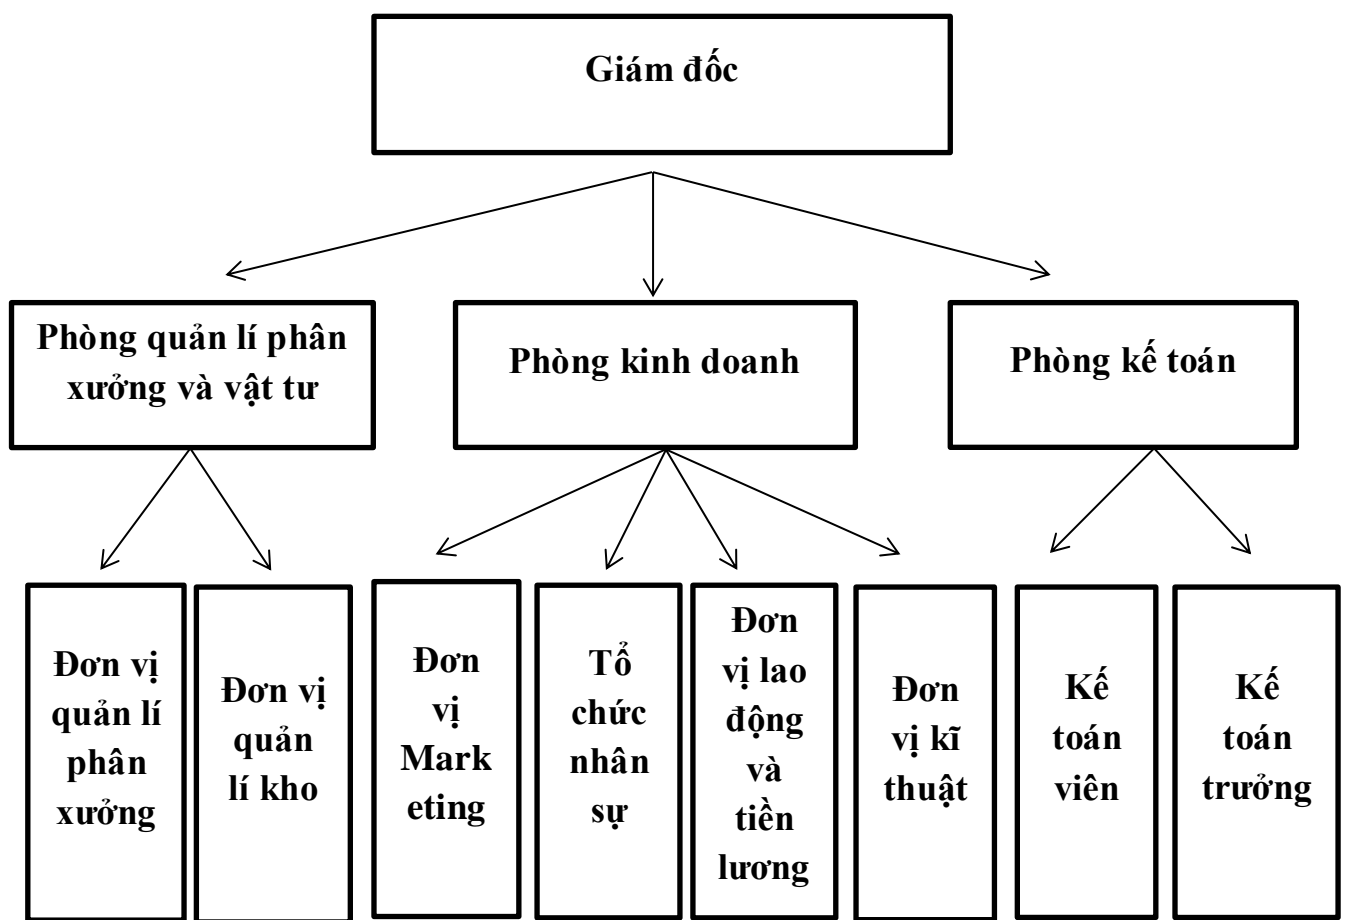 Giám đốc
Phòng quản lí phân
xưởng và vật tư
Phòng kinh doanh
Phòng kế toán
Đơn vị
quản lí
phân
xưởng
Đơn vị
quản
lí kho
Đơn
vị
Mark
eting
Tổ
chức
nhân
sự
Đơn
vị lao
động
và
tiền
lương
Đơn
vị kĩ
thuật
Kế
toán
viên
Kế
toán
trưởng